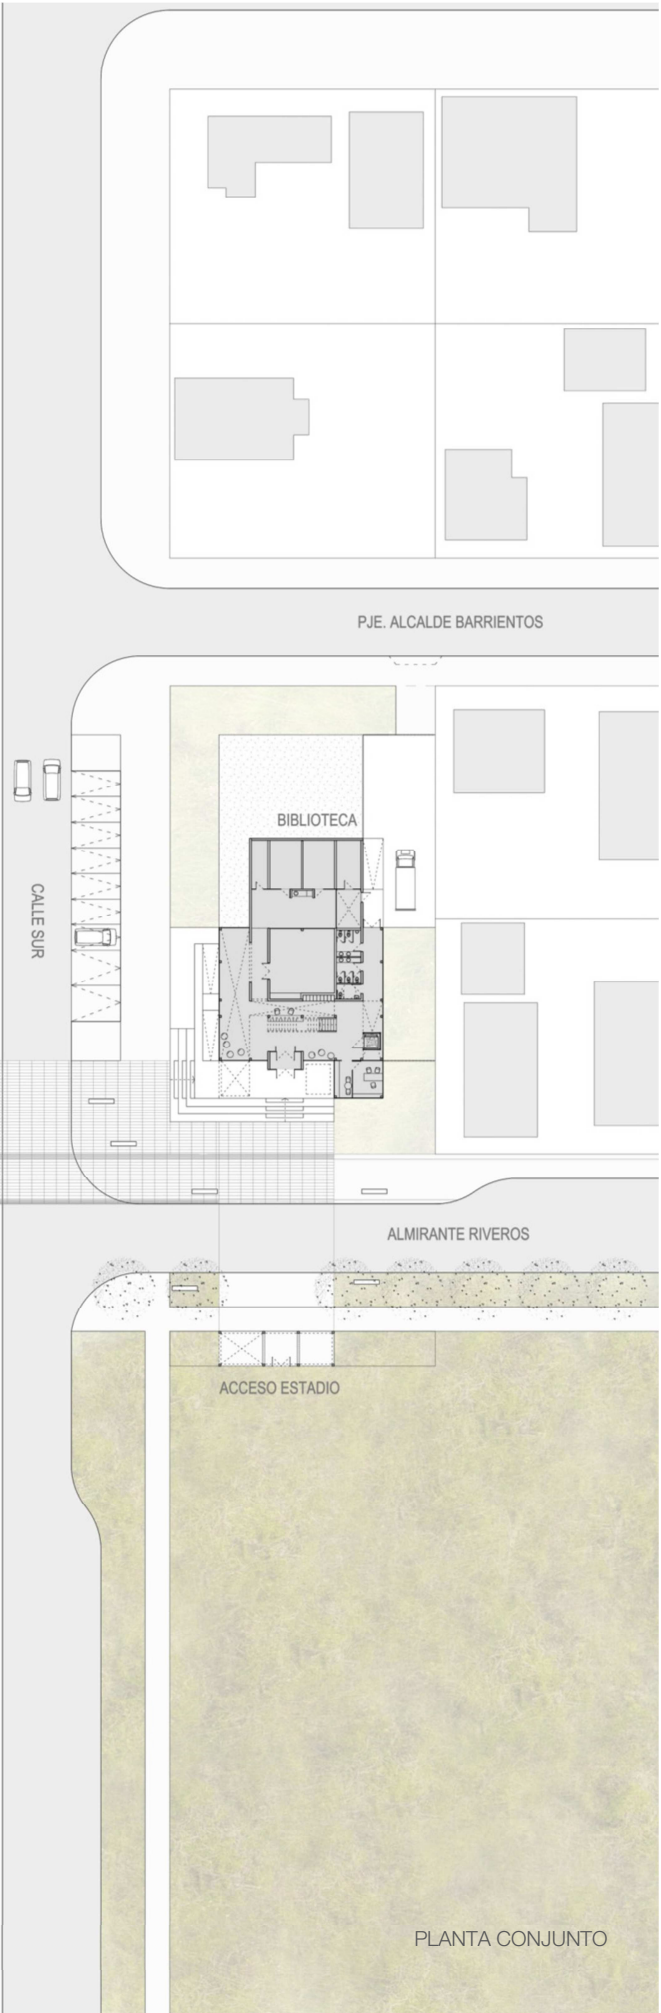 PJE. ALCALDE BARRIENTOS
BIBLIOTECA
CALLE SUR
ALMIRANTE RIVEROS
ACCESO ESTADIO
PLANTA CONJUNTO